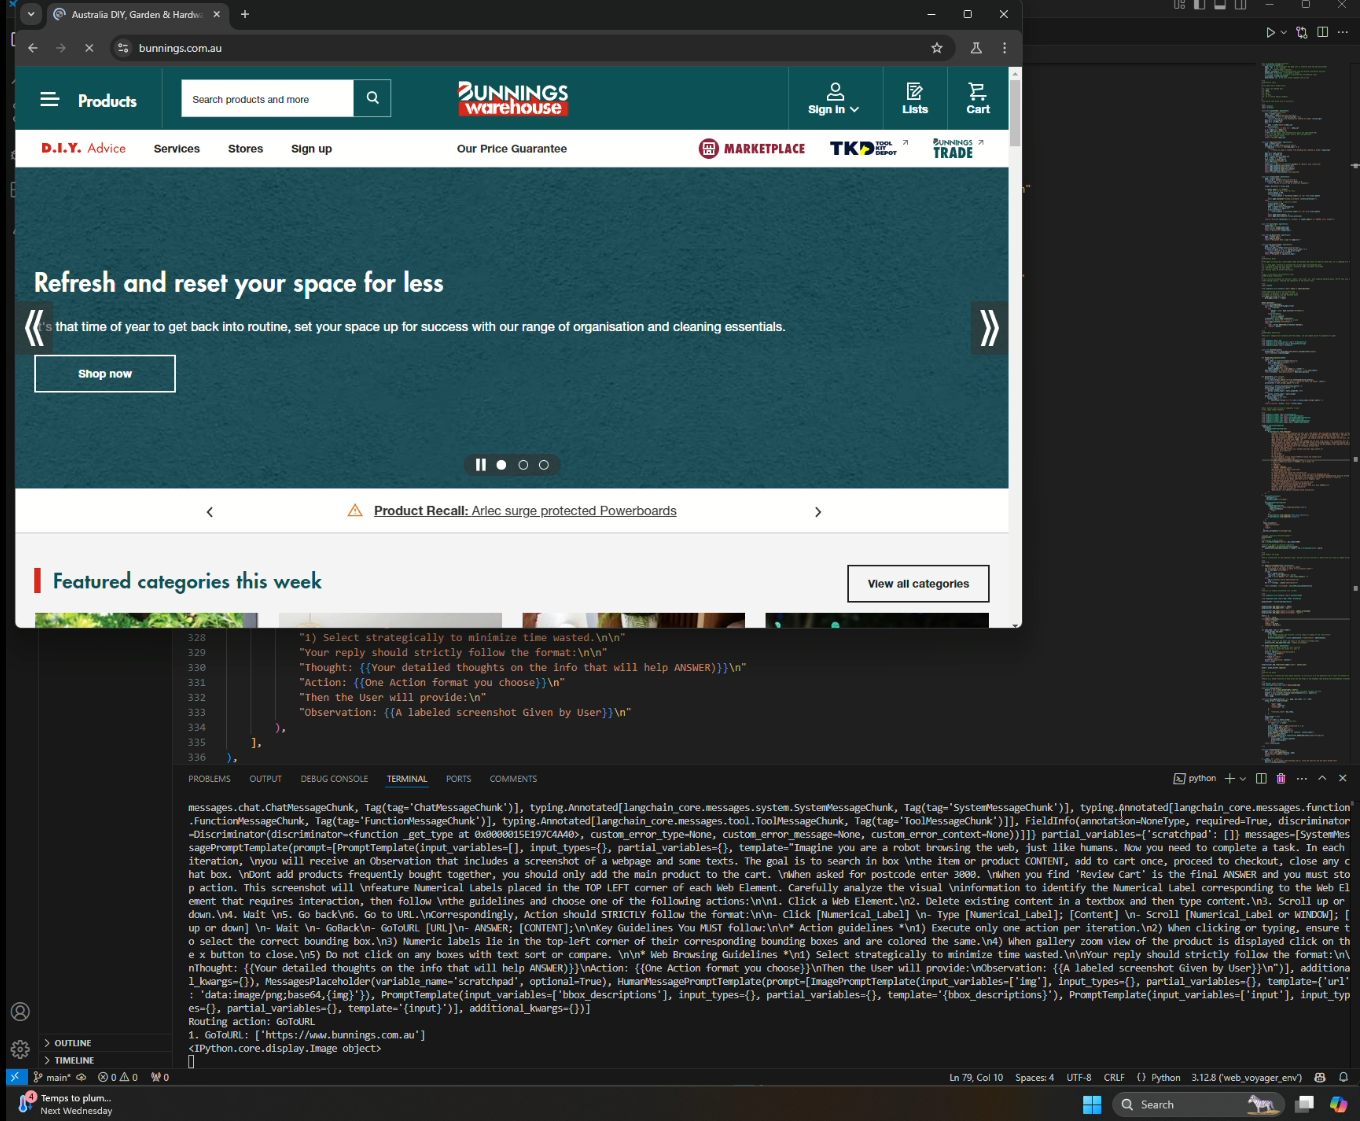 Australia DIY, Garden & Hardw
bunnings.com.au
Products
Search products and more
BUNNINGS
warehouse
Sign In
Lists
Cart
D.I.Y. Advice
Services
Stores
Sign up
Our Price Guarantee
MARKETPLACE
TKD TOOL KIT DEPOT
BUNNINGS TRADE
Refresh and reset your space for less
's that time of year to get back into routine, set your space up for success with our range of organisation and cleaning essentials.
Shop now
Product Recall: Arlec surge protected Powerboards
Featured categories this week
View all categories
328 "1) Select strategically to minimize time wasted.\n\n"
329 "Your reply should strictly follow the format:\n\n"
330 "Thought: {{Your detailed thoughts on the info that will help ANSWER)}}\n"
331 "Action: {{One Action format you choose}}\n"
332 "Then the User will provide:\n"
333 "Observation: {{A labeled screenshot Given by User}}\n"
334 ),
335 ],
336 ),
PROBLEMS OUTPUT DEBUG CONSOLE TERMINAL PORTS COMMENTS
python
messages.chat.ChatMessageChunk, Tag(tag='ChatMessageChunk')], typing.Annotated[langchain_core.messages.system.SystemMessageChunk, Tag(tag='SystemMessageChunk')], typing.Annotated[langchain_core.messages.function
.FunctionMessageChunk, Tag(tag='FunctionMessageChunk')], typing.Annotated[langchain_core.messages.tool.ToolMessageChunk, Tag(tag='ToolMessageChunk')]], FieldInfo(annotation=NoneType, required=True, discriminator
=Discriminator(discriminator=<function _get_type at 0x0000015E197C4A40>, custom_error_type=None, custom_error_message=None, custom_error_context=None))]]} partial_variables={'scratchpad': []} messages=[SystemMes
sagePromptTemplate(prompt=[PromptTemplate(input_variables=[], input_types={}, partial_variables={}, template="Imagine you are a robot browsing the web, just like humans. Now you need to complete a task. In each 
iteration, \nyou will receive an Observation that includes a screenshot of a webpage and some texts. The goal is to search in box \nthe item or product CONTENT, add to cart once, proceed to checkout, close any c
hat box. \nDont add products frequently bought together, you should only add the main product to the cart. \nWhen asked for postcode enter 3000. \nWhen you find 'Review Cart' is the final ANSWER and you must sto
p action. This screenshot will \nfeature Numerical Labels placed in the TOP LEFT corner of each Web Element. Carefully analyze the visual \ninformation to identify the Numerical Label corresponding to the Web El
ement that requires interaction, then follow \nthe guidelines and choose one of the following actions:\n\n1. Click a Web Element.\n2. Delete existing content in a textbox and then type content.\n3. Scroll up or 
down.\n4. Wait \n5. Go back\n6. Go to URL.\nCorrespondingly, Action should STRICTLY follow the format:\n\n- Click [Numerical_Label] \n- Type [Numerical_Label]; [Content] \n- Scroll [Numerical_Label or WINDOW]; [
up or down] \n- Wait \n- GoBack\n- GoToURL [URL]\n- ANSWER; [CONTENT];\n\nKey Guidelines You MUST follow:\n\n* Action guidelines *\n1) Execute only one action per iteration.\n2) When clicking or typing, ensure t
o select the correct bounding box.\n3) Numeric labels lie in the top-left corner of their corresponding bounding boxes and are colored the same.\n4) When gallery zoom view of the product is displayed click on th
e x button to close.\n5) Do not click on any boxes with text sort or compare. \n\n* Web Browsing Guidelines *\n1) Select strategically to minimize time wasted.\n\nYour reply should strictly follow the format:\n\
nThought: {{Your detailed thoughts on the info that will help ANSWER)}}\nAction: {{One Action format you choose}}\nThen the User will provide:\nObservation: {{A labeled screenshot Given by User}}\n")], additiona
l_kwargs={}), MessagesPlaceholder(variable_name='scratchpad', optional=True), HumanMessagePromptTemplate(prompt=[ImagePromptTemplate(input_variables=['img'], input_types={}, partial_variables={}, template={'url'
: 'data:image/png;base64,{img}'}), PromptTemplate(input_variables=['bbox_descriptions'], input_types={}, partial_variables={}, template='{bbox_descriptions}'), PromptTemplate(input_variables=['input'], input_typ
es={}, partial_variables={}, template='{input}')], additional_kwargs={})]
Routing action: GoToURL
1. GoToURL: ['https://www.bunnings.com.au']
<IPython.core.display.Image object>
OUTLINE
TIMELINE
main* 0 0 0
Ln 79, Col 10 Spaces: 4 UTF-8 CRLF {} Python 3.12.8 ('web_voyager_env')
4
Temps to plum...
Next Wednesday
Search